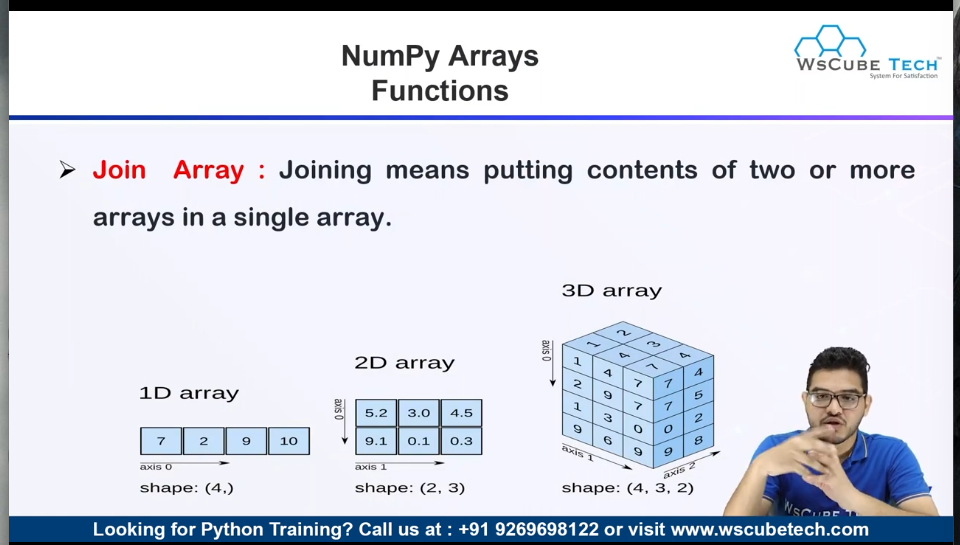 NumPy Arrays
Functions
WsCube Tech
System For Satisfaction
➢ Join Array : Joining means putting contents of two or more
arrays in a single array.
3D array
2D array
1D array
axis 0
axis 0
1 2
4 3
7 4
1 4 7 7 4
2 9 7 7 5
1 3 0 0 2
9 6 9 9 8
5.2 3.0 4.5
9.1 0.1 0.3
7 2 9 10
axis 0
axis 1
axis 1
axis 2
shape: (4,)
shape: (2, 3)
shape: (4, 3, 2)
WsCube Te
Looking for Python Training? Call us at : +91 9269698122 or visit www.wscubetech.com